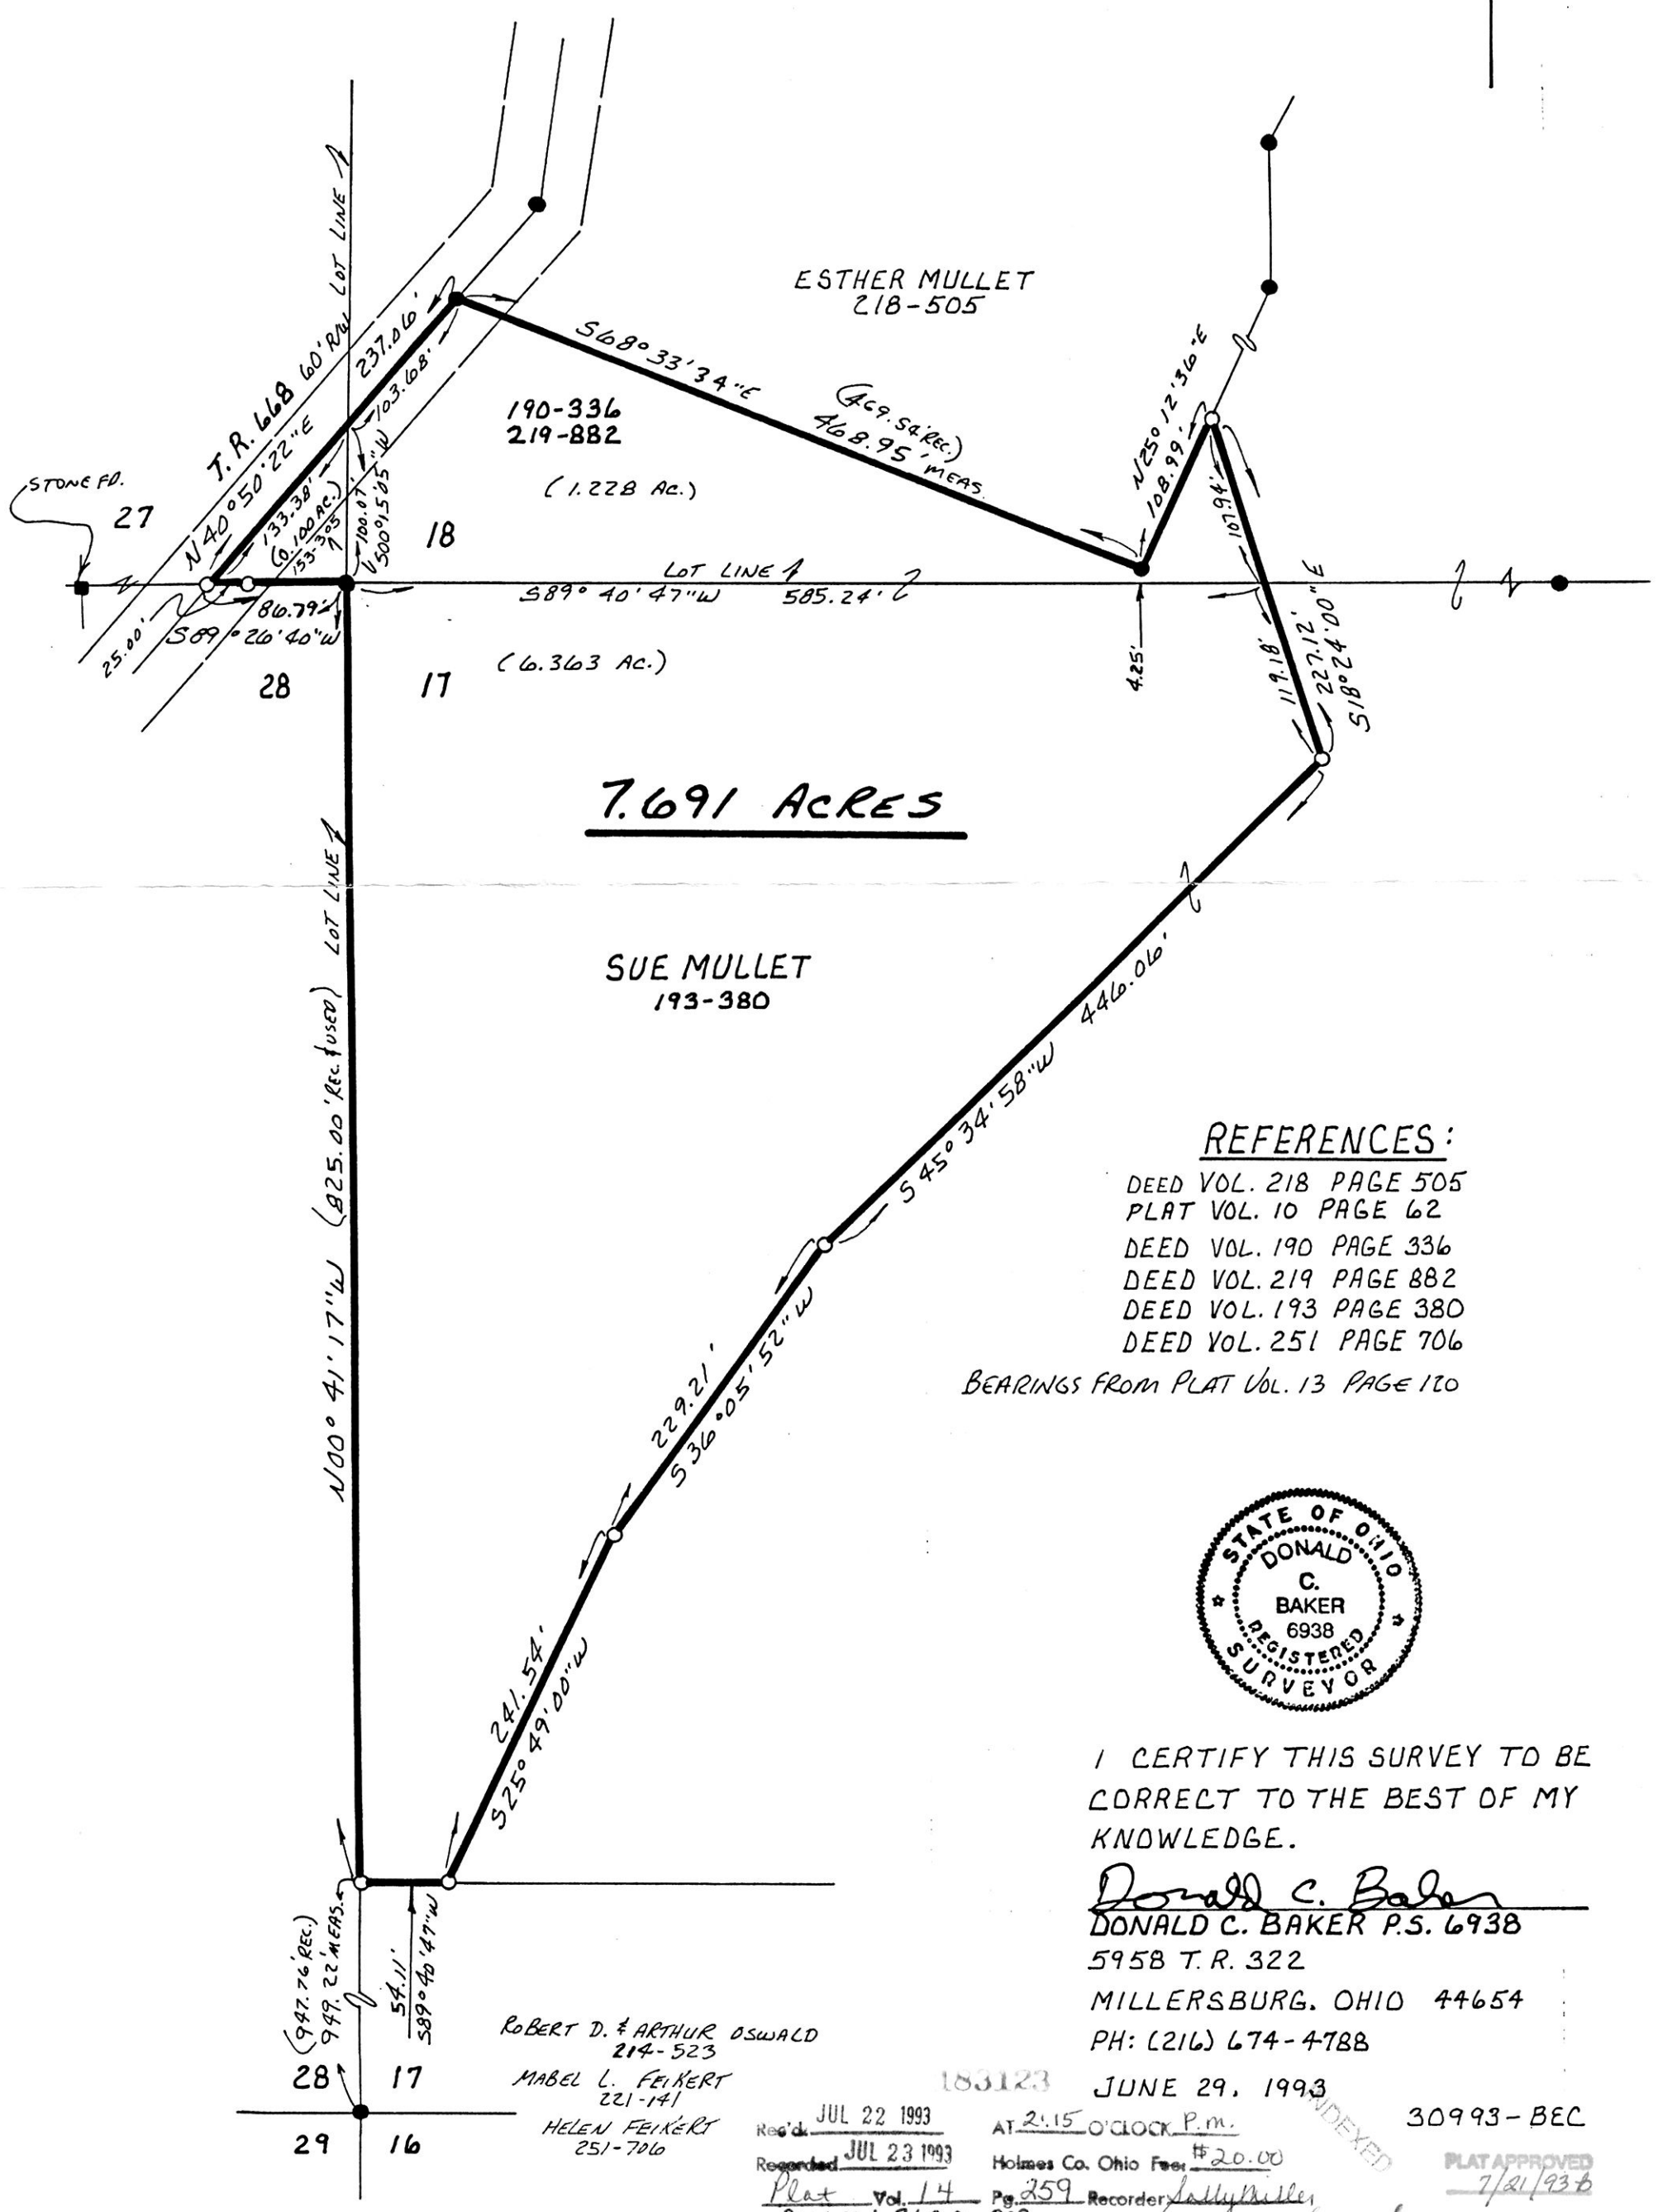 LOT LINE
T.R. 668 60' R/W
237.06'
103.68'
N40°50'22"E
133.38'
(0.100 AC.)
153-305
100.07'
S00°15'05"W
STONE FD.
27
18
ESTHER MULLET
218-505
S68°33'34"E
(469.54' REC.)
468.95' MEAS.
190-336
219-882
(1.228 AC.)
N25°12'36"E
108.99'
107.94'
LOT LINE
S89°40'47"W 585.24'
86.79'
S89°26'40"W
25.00'
28
17
(6.363 AC.)
4.25'
119.18'
227.12'
S18°24'00"E
7.691 ACRES
SUE MULLET
193-380
LOT LINE
N00°41'17"W (825.00' REC. & USED)
446.06'
S45°34'58"W
REFERENCES:
DEED VOL. 218 PAGE 505
PLAT VOL. 10 PAGE 62
DEED VOL. 190 PAGE 336
DEED VOL. 219 PAGE 882
DEED VOL. 193 PAGE 380
DEED VOL. 251 PAGE 706
BEARINGS FROM PLAT VOL. 13 PAGE 120
229.21'
S36°05'52"W
241.54'
S25°49'00"W
STATE OF OHIO
DONALD
C.
BAKER
6938
REGISTERED
SURVEYOR
I CERTIFY THIS SURVEY TO BE
CORRECT TO THE BEST OF MY
KNOWLEDGE.
Donald C. Baker
DONALD C. BAKER P.S. 6938
5958 T.R. 322
MILLERSBURG, OHIO 44654
PH: (216) 674-4788
JUNE 29, 1993
30993-BEC
(947.76' REC.)
949.22' MEAS.
54.11'
S89°40'47"W
28
17
29
16
ROBERT D. & ARTHUR OSWALD
214-523
MABEL L. FEIKERT
221-141
HELEN FEIKERT
251-706
183123
INDEXED
Rec'd. JUL 22 1993 AT 2:15 O'CLOCK P.m.
Recorded JUL 23 1993 Holmes Co. Ohio Fee: $20.00
Plat Vol. 14 Pg. 259 Recorder Sally Miller
PLAT APPROVED
7/21/93